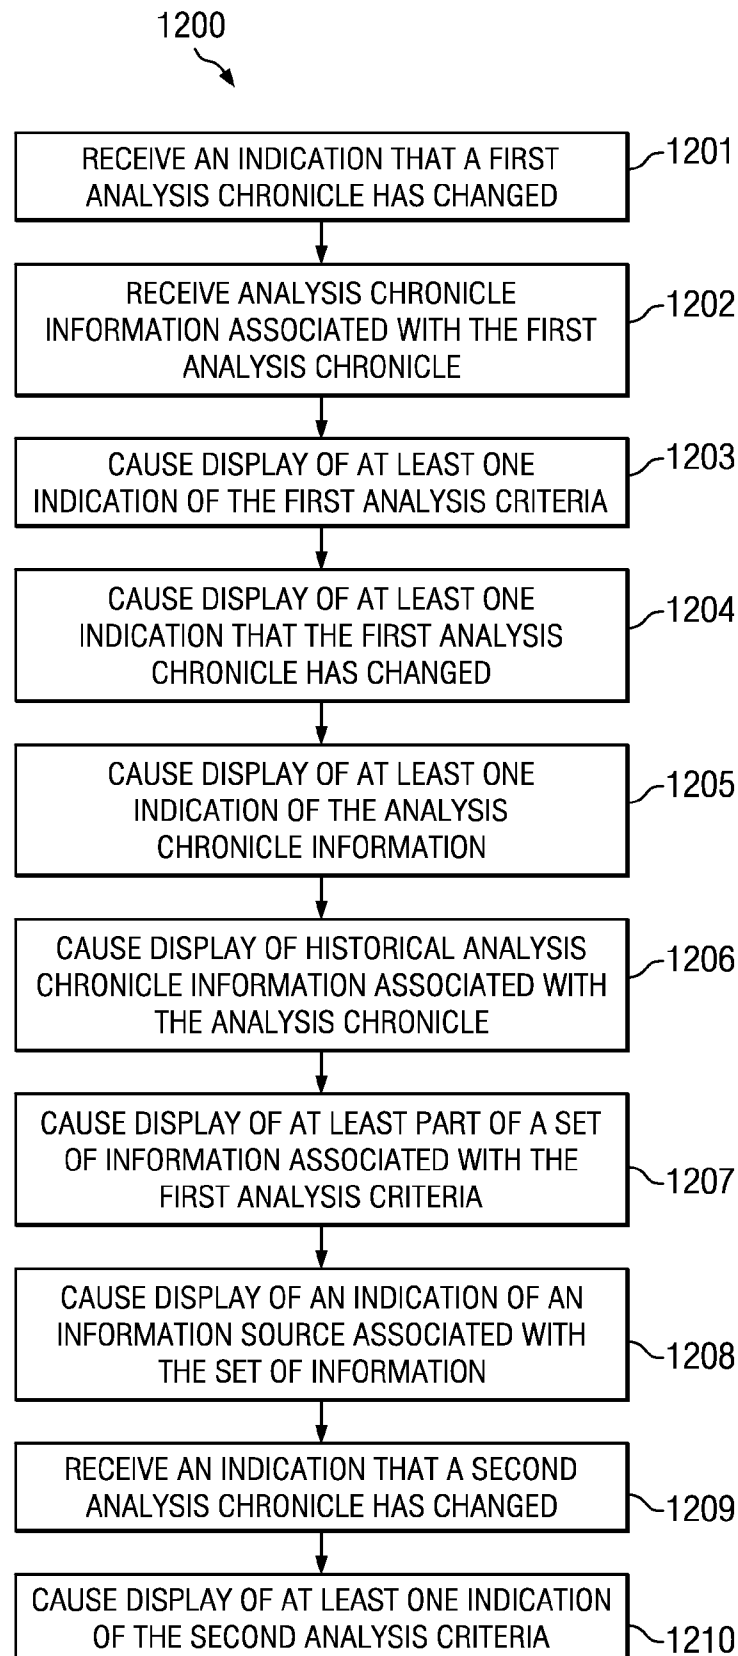 1200
RECEIVE AN INDICATION THAT A FIRST
ANALYSIS CHRONICLE HAS CHANGED
1201
RECEIVE ANALYSIS CHRONICLE
INFORMATION ASSOCIATED WITH THE FIRST
ANALYSIS CHRONICLE
1202
CAUSE DISPLAY OF AT LEAST ONE
INDICATION OF THE FIRST ANALYSIS CRITERIA
1203
CAUSE DISPLAY OF AT LEAST ONE
INDICATION THAT THE FIRST ANALYSIS
CHRONICLE HAS CHANGED
1204
CAUSE DISPLAY OF AT LEAST ONE
INDICATION OF THE ANALYSIS
CHRONICLE INFORMATION
1205
CAUSE DISPLAY OF HISTORICAL ANALYSIS
CHRONICLE INFORMATION ASSOCIATED WITH
THE ANALYSIS CHRONICLE
1206
CAUSE DISPLAY OF AT LEAST PART OF A SET
OF INFORMATION ASSOCIATED WITH THE
FIRST ANALYSIS CRITERIA
1207
CAUSE DISPLAY OF AN INDICATION OF AN
INFORMATION SOURCE ASSOCIATED WITH
THE SET OF INFORMATION
1208
RECEIVE AN INDICATION THAT A SECOND
ANALYSIS CHRONICLE HAS CHANGED
1209
CAUSE DISPLAY OF AT LEAST ONE INDICATION
OF THE SECOND ANALYSIS CRITERIA
1210